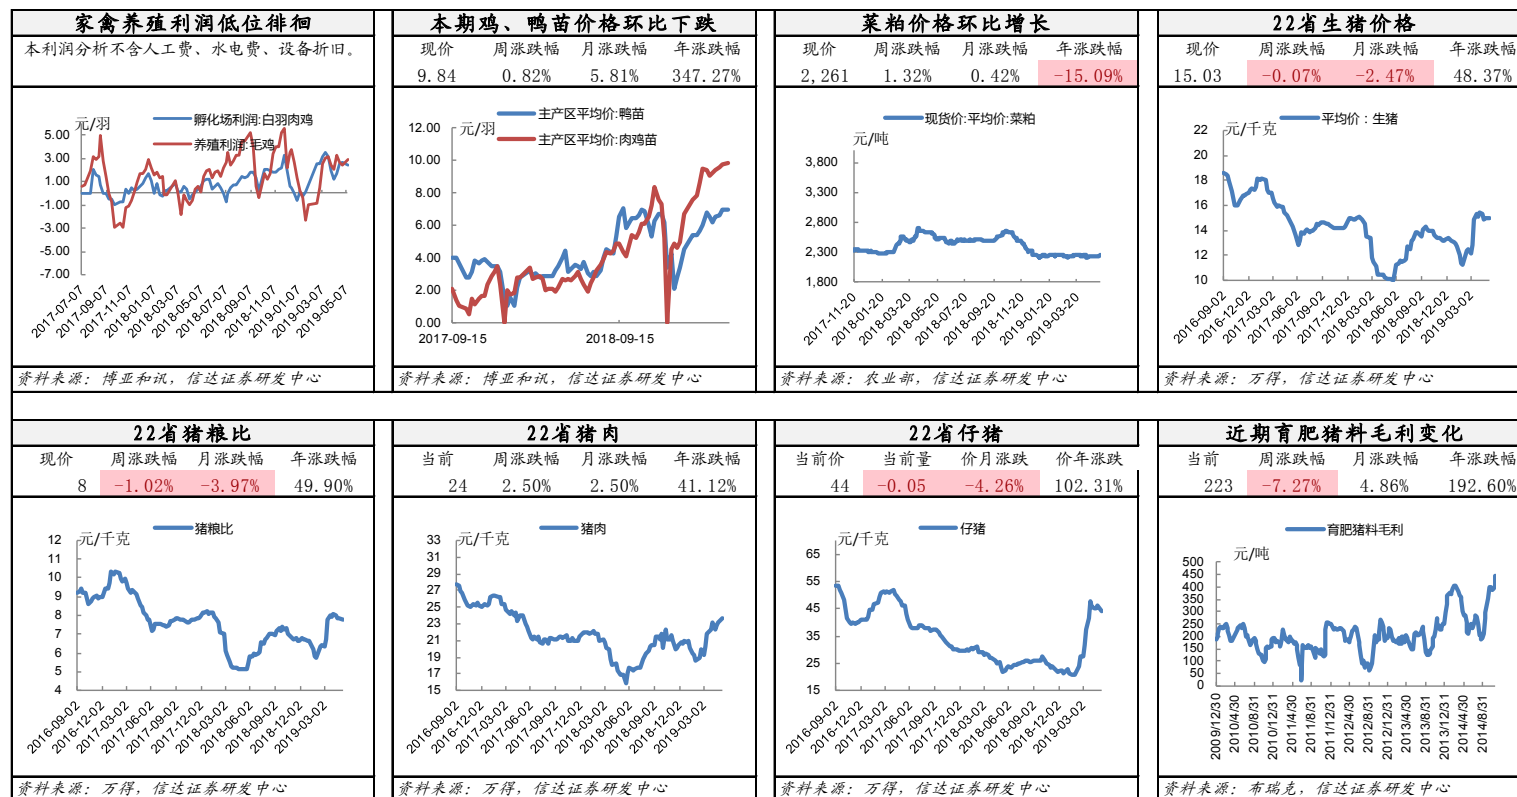 家禽养殖利润低位徘徊
本利润分析不含人工费、水电费、设备折旧。
元/羽
孵化场利润:白羽肉鸡
养殖利润:毛鸡
5.00
3.00
1.00
-1.00
-3.00
-5.00
-7.00
2017-07-07
2017-09-07
2017-11-07
2018-01-07
2018-03-07
2018-05-07
2018-07-07
2018-09-07
2018-11-07
2019-01-07
2019-03-07
2019-05-07
资料来源：博亚和讯，信达证券研发中心
本期鸡、鸭苗价格环比下跌
现价 周涨跌幅 月涨跌幅 年涨跌幅
9.84 0.82% 5.81% 347.27%
主产区平均价:鸭苗
主产区平均价:肉鸡苗
元/羽
12.00
10.00
8.00
6.00
4.00
2.00
0.00
2017-09-15 2018-09-15
资料来源：博亚和讯，信达证券研发中心
菜粕价格环比增长
现价 周涨跌幅 月涨跌幅 年涨跌幅
2,261 1.32% 0.42% -15.09%
现货价:平均价:菜粕
元/吨
3,800
3,300
2,800
2,300
1,800
2017-11-20
2018-01-20
2018-03-20
2018-05-20
2018-07-20
2018-09-20
2018-11-20
2019-01-20
2019-03-20
资料来源：农业部，信达证券研发中心
22省生猪价格
现价 周涨跌幅 月涨跌幅 年涨跌幅
15.03 -0.07% -2.47% 48.37%
平均价：生猪
元/千克
22
20
18
16
14
12
10
2016-09-02
2016-12-02
2017-03-02
2017-06-02
2017-09-02
2017-12-02
2018-03-02
2018-06-02
2018-09-02
2018-12-02
2019-03-02
资料来源：万得，信达证券研发中心
22省猪粮比
现价 周涨跌幅 月涨跌幅 年涨跌幅
8 -1.02% -3.97% 49.90%
猪粮比
元/千克
12
11
10
9
8
7
6
5
4
2016-09-02
2016-12-02
2017-03-02
2017-06-02
2017-09-02
2017-12-02
2018-03-02
2018-06-02
2018-09-02
2018-12-02
2019-03-02
资料来源：万得，信达证券研发中心
22省猪肉
当前 周涨跌幅 月涨跌幅 年涨跌幅
24 2.50% 2.50% 41.12%
猪肉
元/千克
33
31
29
27
25
23
21
19
17
15
2016-09-02
2016-12-02
2017-03-02
2017-06-02
2017-09-02
2017-12-02
2018-03-02
2018-06-02
2018-09-02
2018-12-02
2019-03-02
资料来源：万得，信达证券研发中心
22省仔猪
当前价 当前量 价月涨跌 价年涨跌
44 -0.05 -4.26% 102.31%
仔猪
元/千克
65
55
45
35
25
15
2016-09-02
2016-12-02
2017-03-02
2017-06-02
2017-09-02
2017-12-02
2018-03-02
2018-06-02
2018-09-02
2018-12-02
2019-03-02
资料来源：万得，信达证券研发中心
近期育肥猪料毛利变化
当前 周涨跌幅 月涨跌幅 年涨跌幅
223 -7.27% 4.86% 192.60%
育肥猪料毛利
元/吨
500
450
400
350
300
250
200
150
100
50
0
2009/12/30
2010/4/30
2010/8/31
2010/12/31
2011/4/30
2011/8/31
2011/12/31
2012/4/30
2012/8/31
2012/12/31
2013/4/30
2013/8/31
2013/12/31
2014/4/30
2014/8/31
资料来源：布瑞克，信达证券研发中心